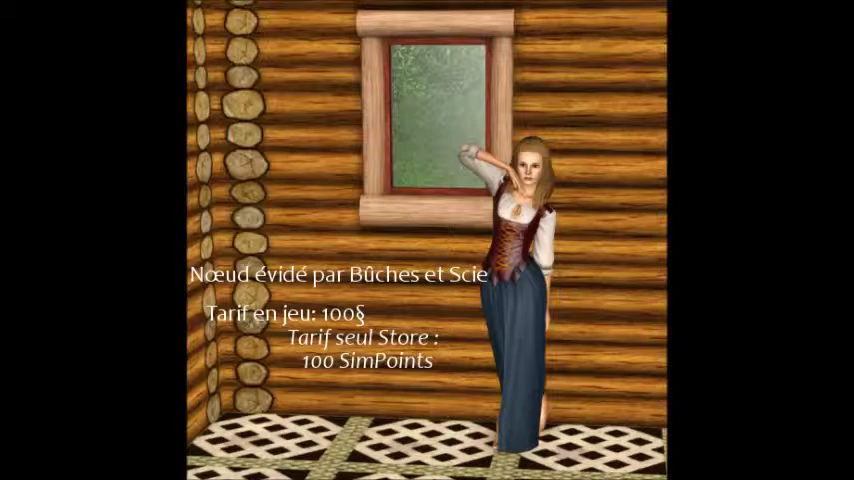 Nœud évidé par Bûches et Scie
Tarif en jeu: 100§
Tarif seul Store :
100 SimPoints